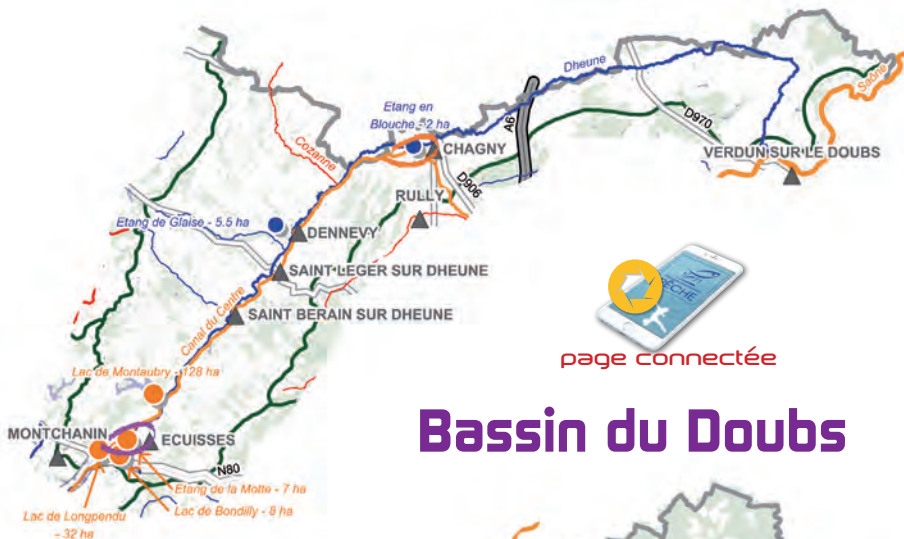 Dheune
Saône
Etang en
Blouche - 2 ha
A6
D970
Cozanne
CHAGNY
VERDUN SUR LE DOUBS
D906
RULLY
Etang de Glaise - 5.5 ha
DENNEVY
SAINT LEGER SUR DHEUNE
SAINT BERAIN SUR DHEUNE
Canal du Centre
PÊCHE
page connectée
Lac de Montaubry - 128 ha
Bassin du Doubs
MONTCHANIN
ECUISSES
N80
Etang de la Motte - 7 ha
Lac de Bondilly - 8 ha
Lac de Longpendu
- 32 ha